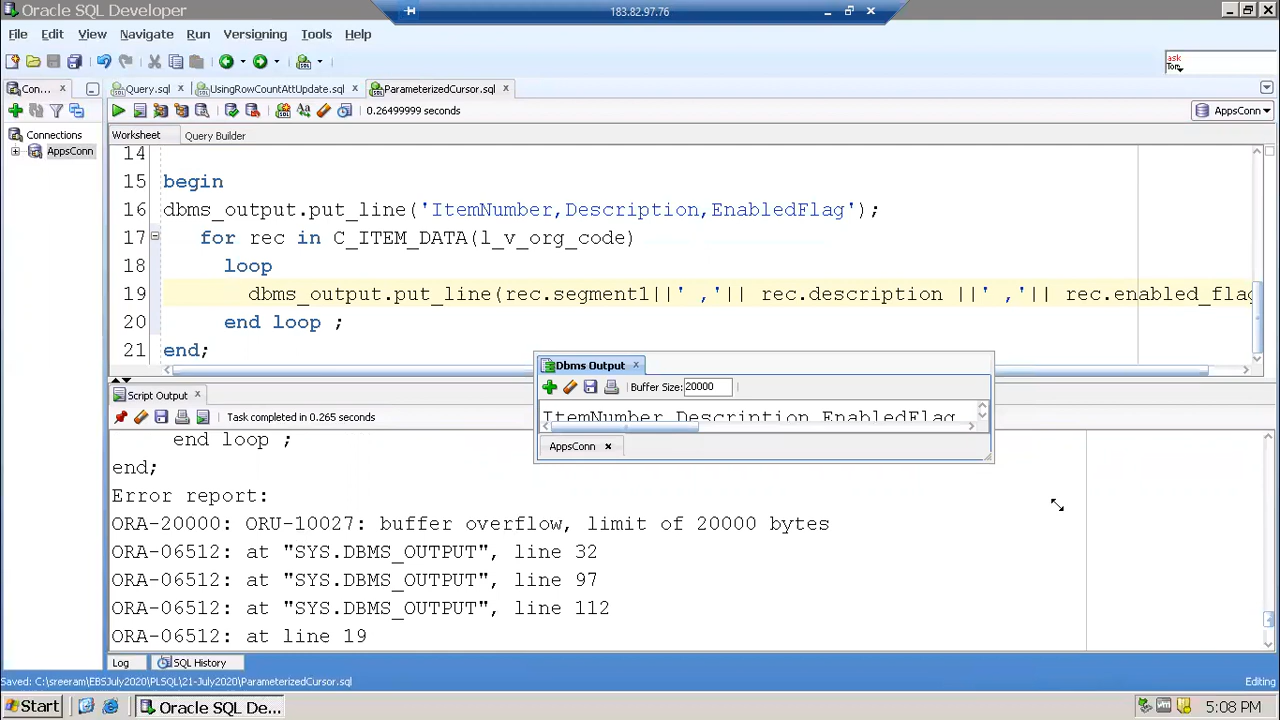 Oracle SQL Developer
183.82.97.76
File Edit View Navigate Run Versioning Tools Help
ask
Tom
Con...
Query.sql
UsingRowCountAttUpdate.sql
ParameterizedCursor.sql
0.26499999 seconds
AppsConn
Connections
AppsConn
Worksheet
Query Builder
14
15 begin
16 dbms_output.put_line('ItemNumber,Description,EnabledFlag');
17 for rec in C_ITEM_DATA(l_v_org_code)
18 loop
19 dbms_output.put_line(rec.segment1||' ,'|| rec.description ||' ,'|| rec.enabled_flag
20 end loop ;
21 end;
Dbms Output
Buffer Size: 20000
ItemNumber,Description,EnabledFlag
AppsConn
Script Output
Task completed in 0.265 seconds
end loop ;
end;
Error report:
ORA-20000: ORU-10027: buffer overflow, limit of 20000 bytes
ORA-06512: at "SYS.DBMS_OUTPUT", line 32
ORA-06512: at "SYS.DBMS_OUTPUT", line 97
ORA-06512: at "SYS.DBMS_OUTPUT", line 112
ORA-06512: at line 19
Log
SQL History
Saved: C:\sreeram\EBSJuly2020\PLSQL\21-July2020\ParameterizedCursor.sql
Editing
Start
Oracle SQL De...
5:08 PM